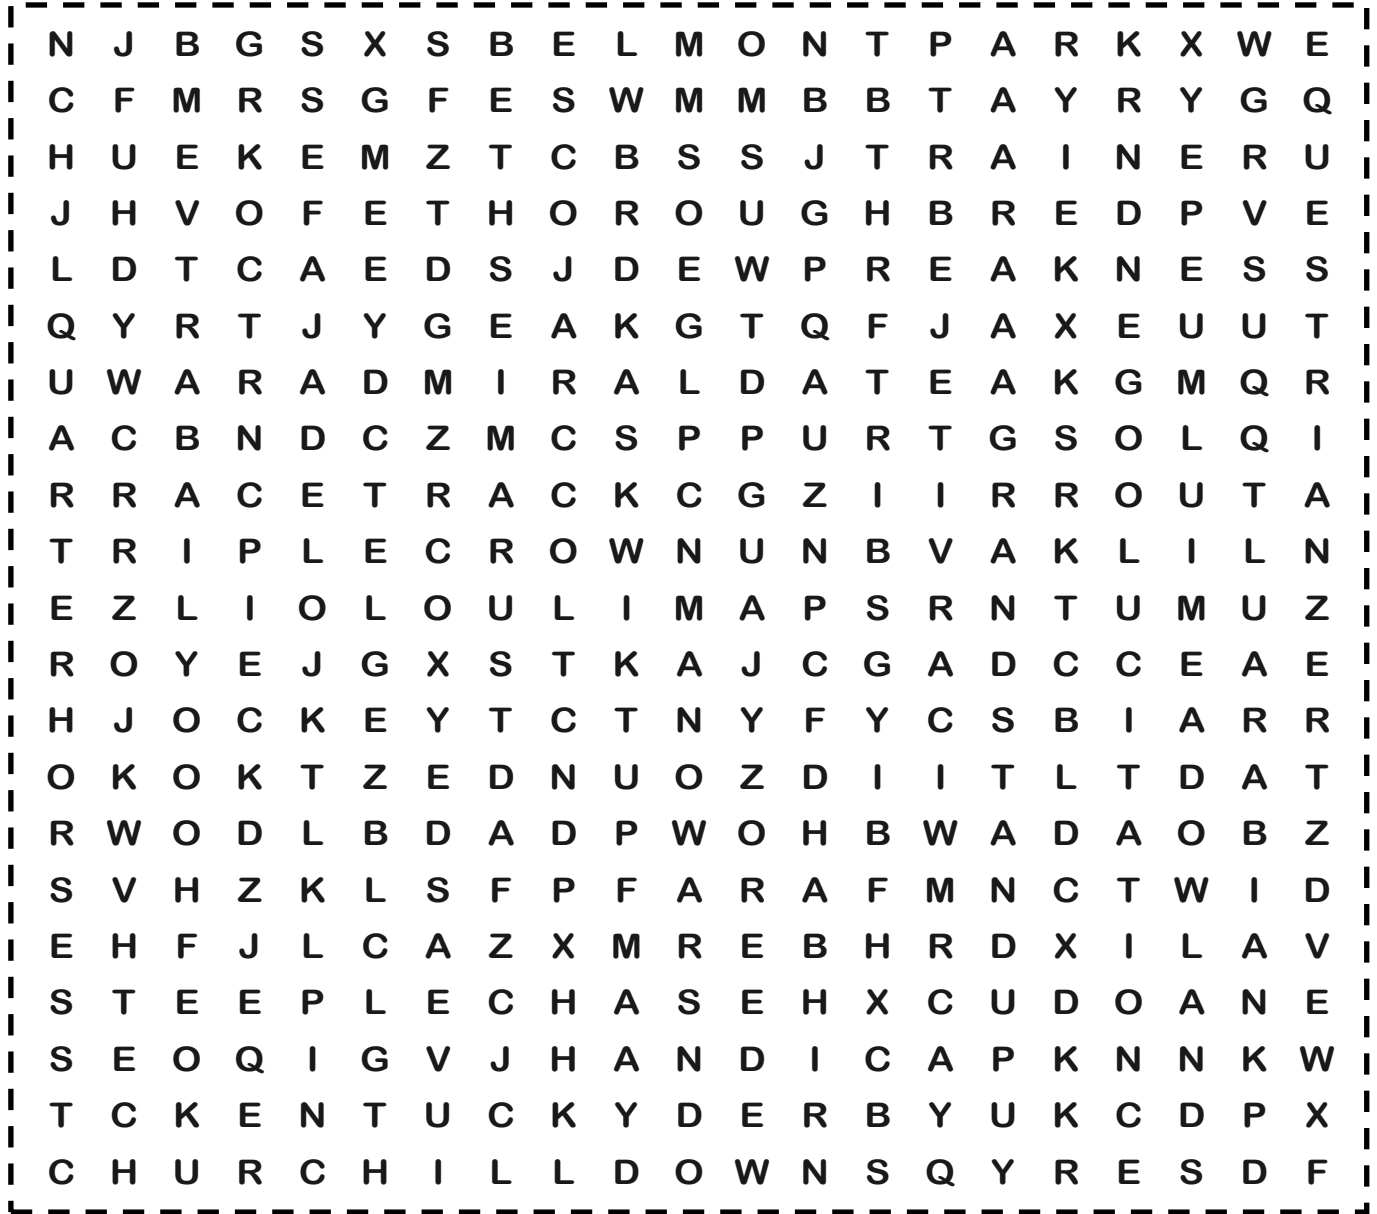 N J B G S X S B E L M O N T P A R K X W E
C F M R S G F E S W M M B B T A Y R Y G Q
H U E K E M Z T C B S S J T R A I N E R U
J H V O F E T H O R O U G H B R E D P V E
L D T C A E D S J D E W P R E A K N E S S
Q Y R T J Y G E A K G T Q F J A X E U U T
U W A R A D M I R A L D A T E A K G M Q R
A C B N D C Z M C S P P U R T G S O L Q I
R R A C E T R A C K C G Z I I R R O U T A
T R I P L E C R O W N U N B V A K L I L N
E Z L I O L O U L I M A P S R N T U M U Z
R O Y E J G X S T K A J C G A D C C E A E
H J O C K E Y T C T N Y F Y C S B I A R R
O K O K T Z E D N U O Z D I I T L T D A T
R W O D L B D A D P W O H B W A D A O B Z
S V H Z K L S F P F A R A F M N C T W I D
E H F J L C A Z X M R E B H R D X I L A V
S T E E P L E C H A S E H X C U D O A N E
S E O Q I G V J H A N D I C A P K N N K W
T C K E N T U C K Y D E R B Y U K C D P X
C H U R C H I L L D O W N S Q Y R E S D F